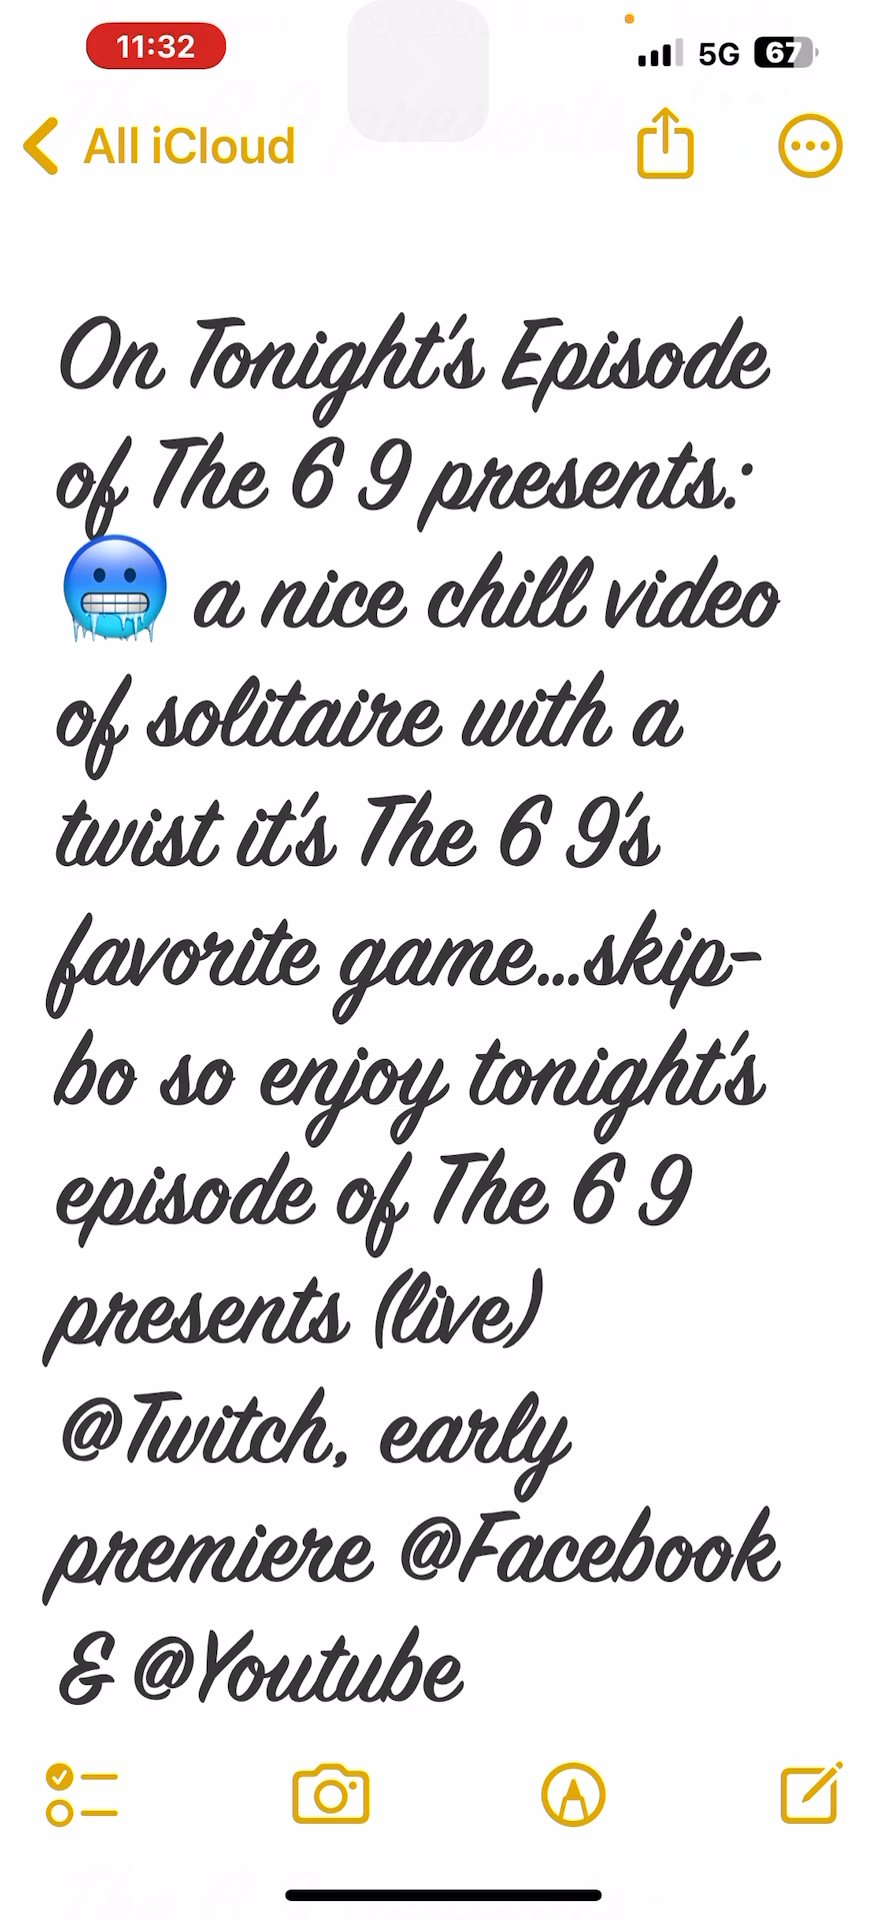 11:32
5G 67
All iCloud
On Tonight's Episode
of The 6 9 presents:
🥶 a nice chill video
of solitaire with a
twist it's The 6 9's
favorite game...skip-
bo so enjoy tonight's
episode of The 6 9
presents (live)
@Twitch, early
premiere @Facebook
& @Youtube